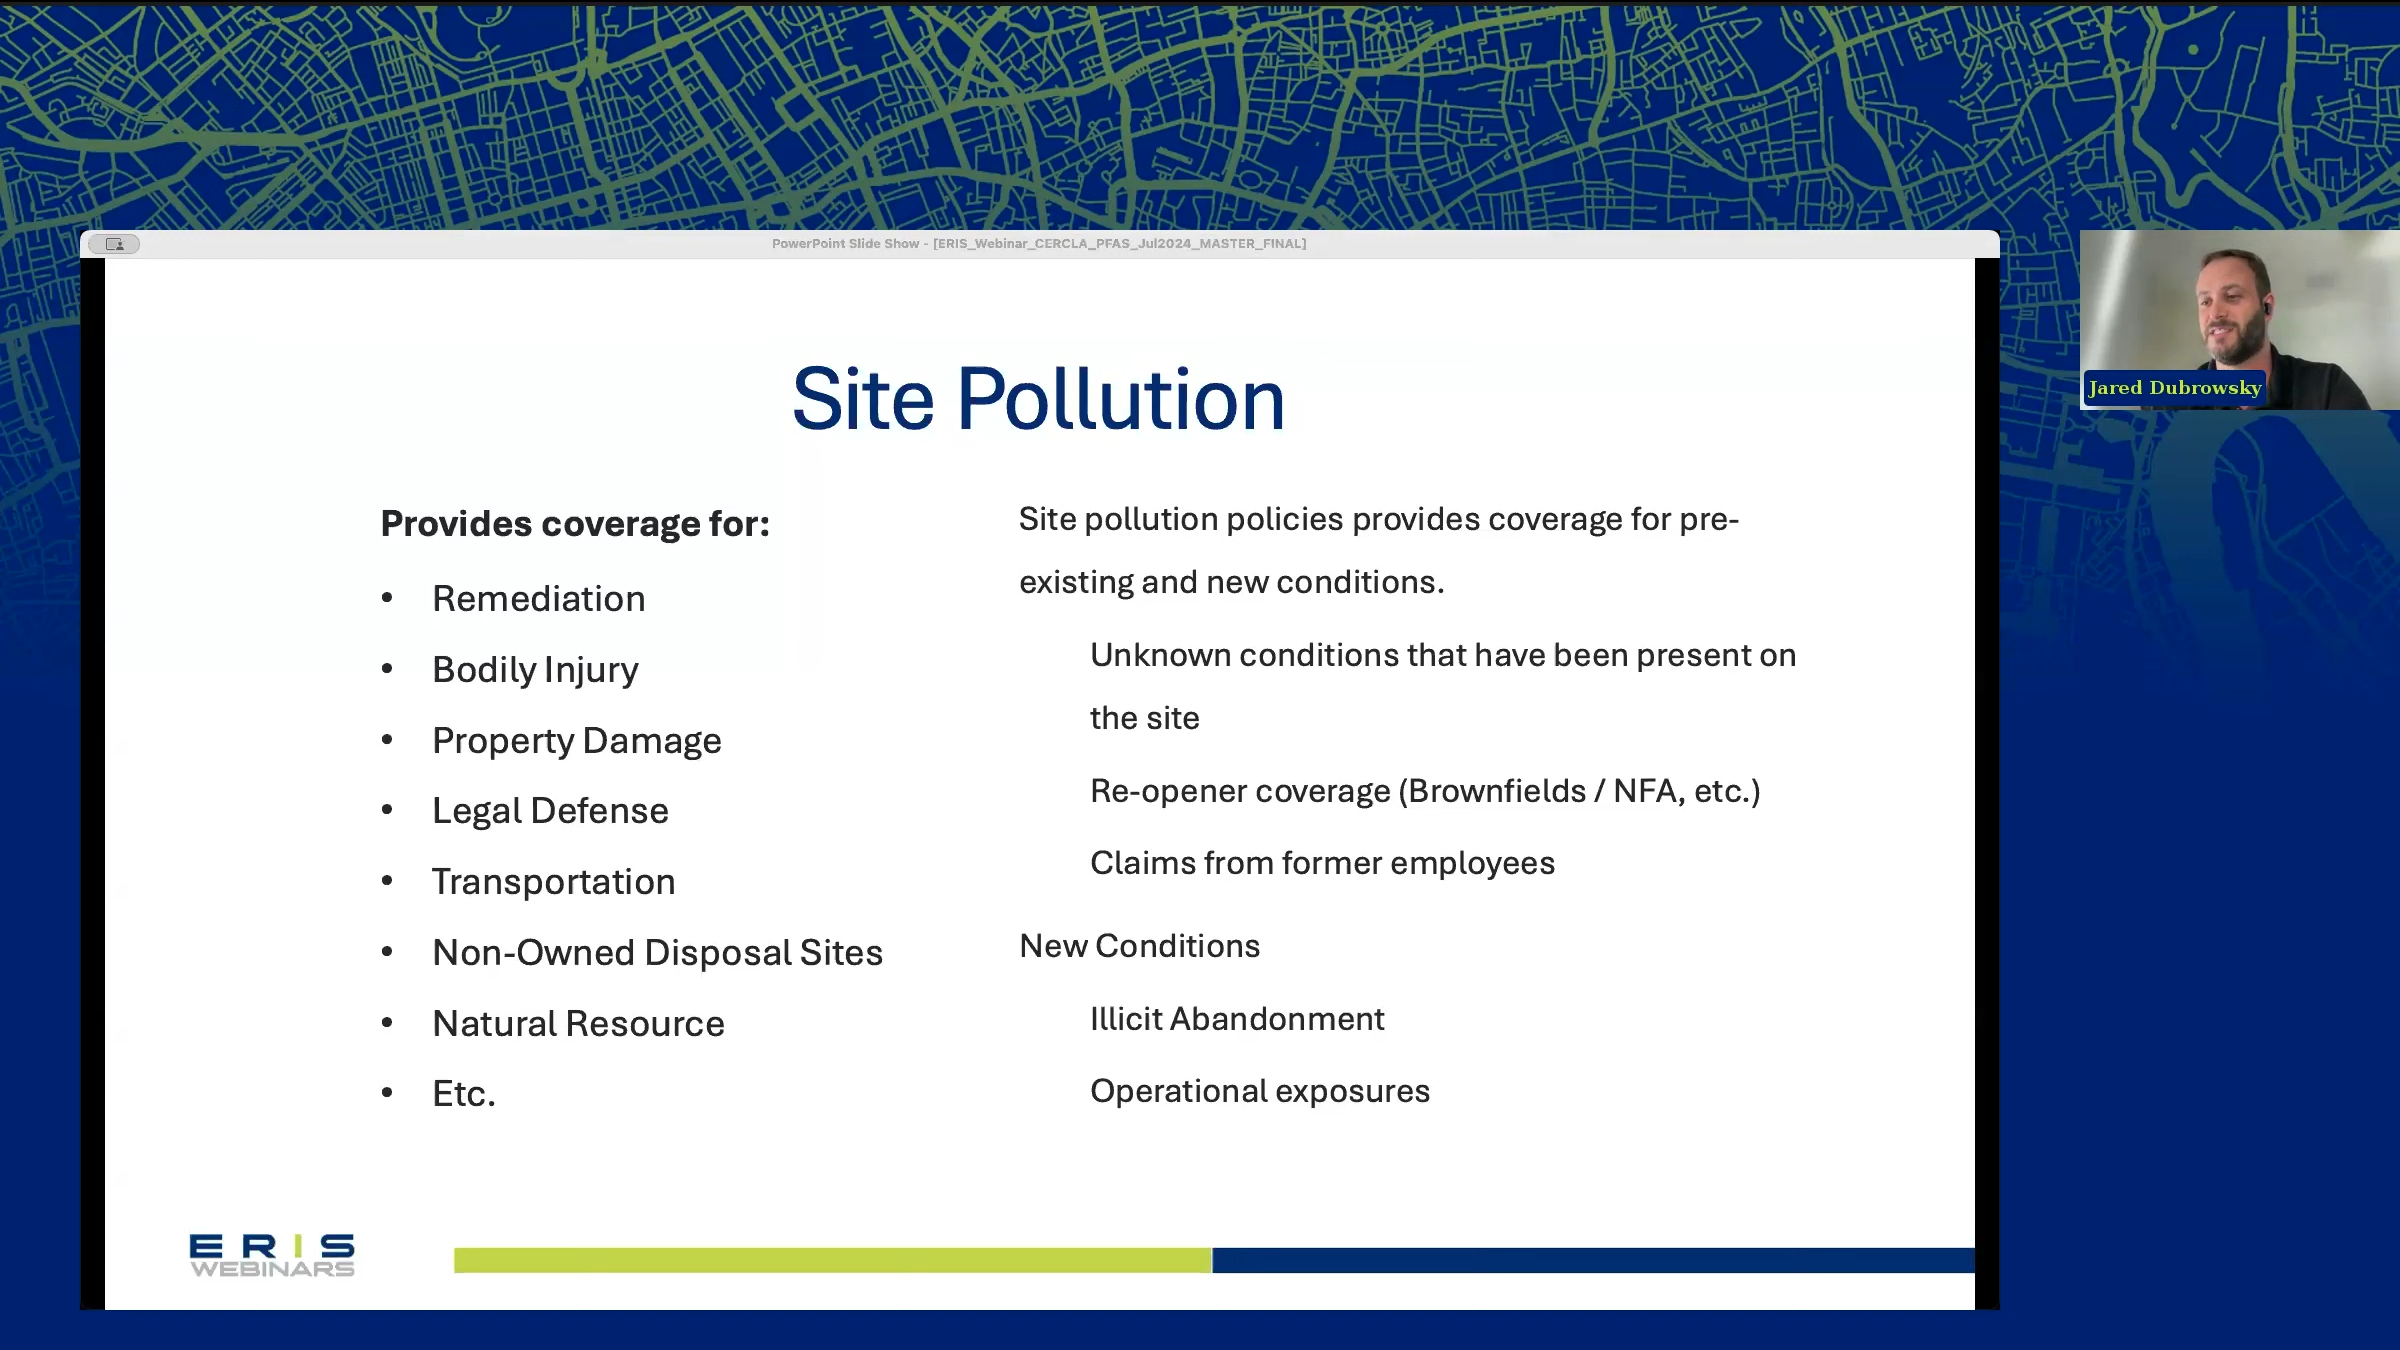 PowerPoint Slide Show - [ERIS_Webinar_CERCLA_PFAS_Jul2024_MASTER_FINAL]
Jared Dubrowsky
Site Pollution
Provides coverage for:
• Remediation
• Bodily Injury
• Property Damage
• Legal Defense
• Transportation
• Non-Owned Disposal Sites
• Natural Resource
• Etc.
Site pollution policies provides coverage for pre-
existing and new conditions.
Unknown conditions that have been present on
the site
Re-opener coverage (Brownfields / NFA, etc.)
Claims from former employees
New Conditions
Illicit Abandonment
Operational exposures
ERIS
WEBINARS